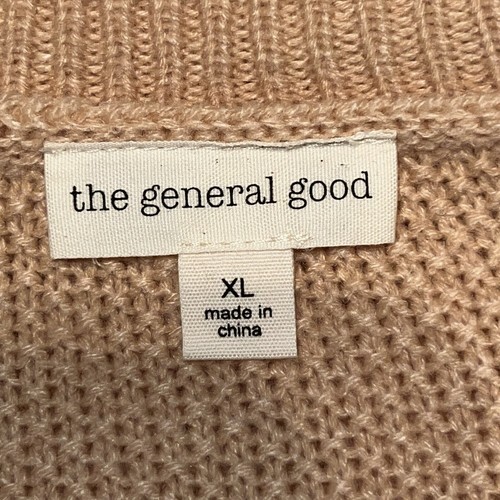 the general good
XL
made in
china